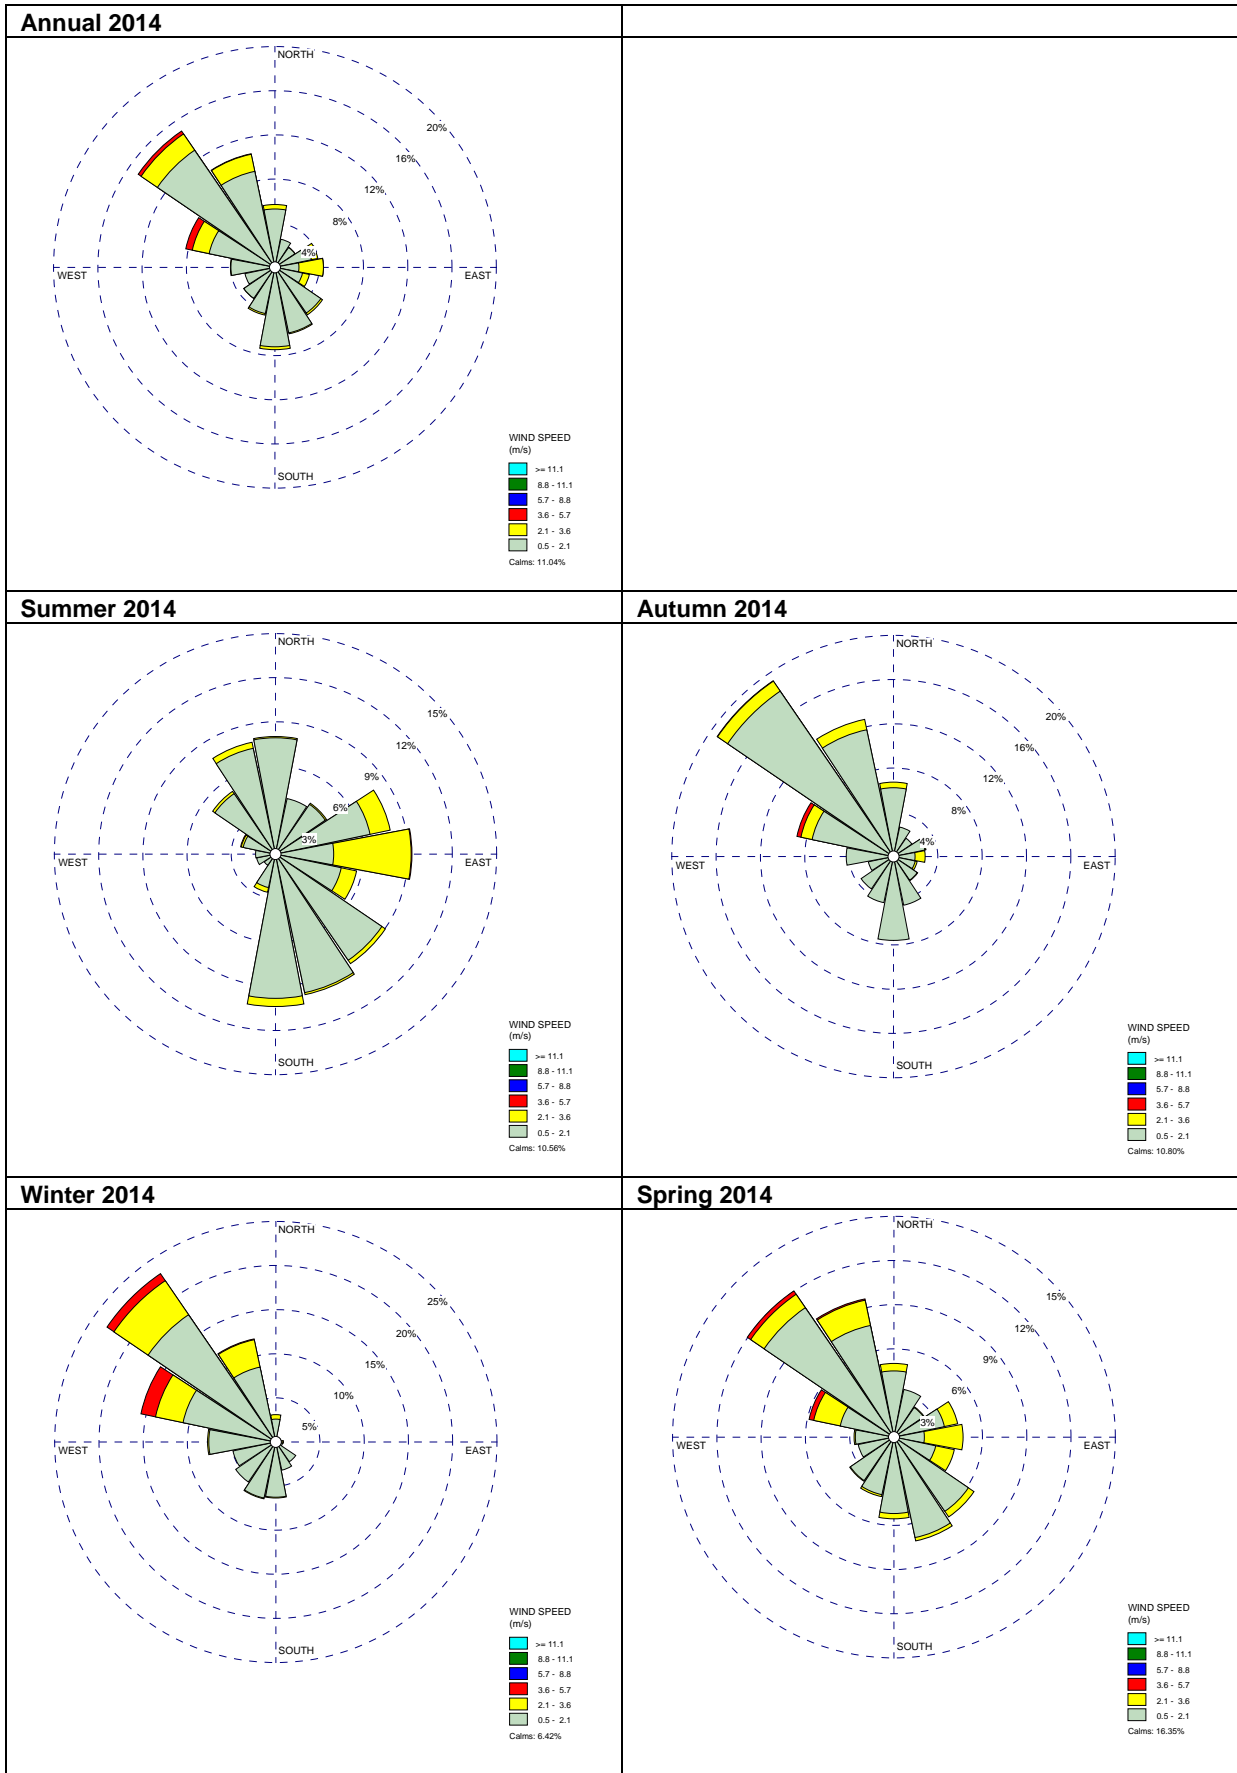 Annual 2014
NORTH
20%
16%
12%
8%
4%
WEST
EAST
SOUTH
WIND SPEED
(m/s)
>= 11.1
8.8 - 11.1
5.7 - 8.8
3.6 - 5.7
2.1 - 3.6
0.5 - 2.1
Calms: 11.04%
Summer 2014
Autumn 2014
NORTH
15%
12%
9%
6%
3%
WEST
EAST
SOUTH
WIND SPEED
(m/s)
>= 11.1
8.8 - 11.1
5.7 - 8.8
3.6 - 5.7
2.1 - 3.6
0.5 - 2.1
Calms: 10.56%
NORTH
20%
16%
12%
8%
4%
WEST
EAST
SOUTH
WIND SPEED
(m/s)
>= 11.1
8.8 - 11.1
5.7 - 8.8
3.6 - 5.7
2.1 - 3.6
0.5 - 2.1
Calms: 10.80%
Winter 2014
Spring 2014
NORTH
25%
20%
15%
10%
5%
WEST
EAST
SOUTH
WIND SPEED
(m/s)
>= 11.1
8.8 - 11.1
5.7 - 8.8
3.6 - 5.7
2.1 - 3.6
0.5 - 2.1
Calms: 6.42%
NORTH
15%
12%
9%
6%
3%
WEST
EAST
SOUTH
WIND SPEED
(m/s)
>= 11.1
8.8 - 11.1
5.7 - 8.8
3.6 - 5.7
2.1 - 3.6
0.5 - 2.1
Calms: 16.35%